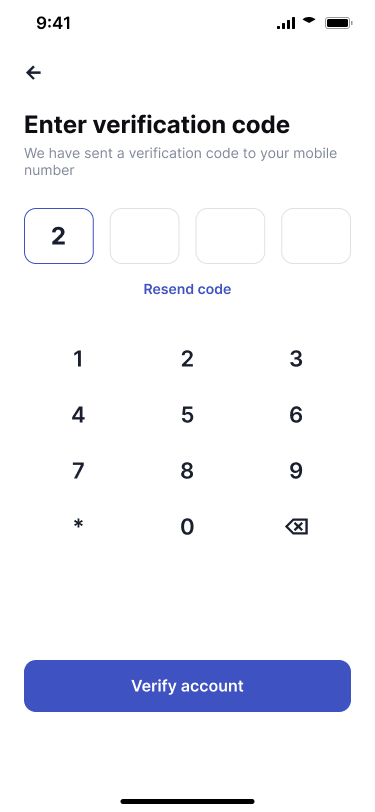 9:41
Enter verification code
We have sent a verification code to your mobile
number
2
Resend code
1 2 3
4 5 6
7 8 9
* 0
Verify account